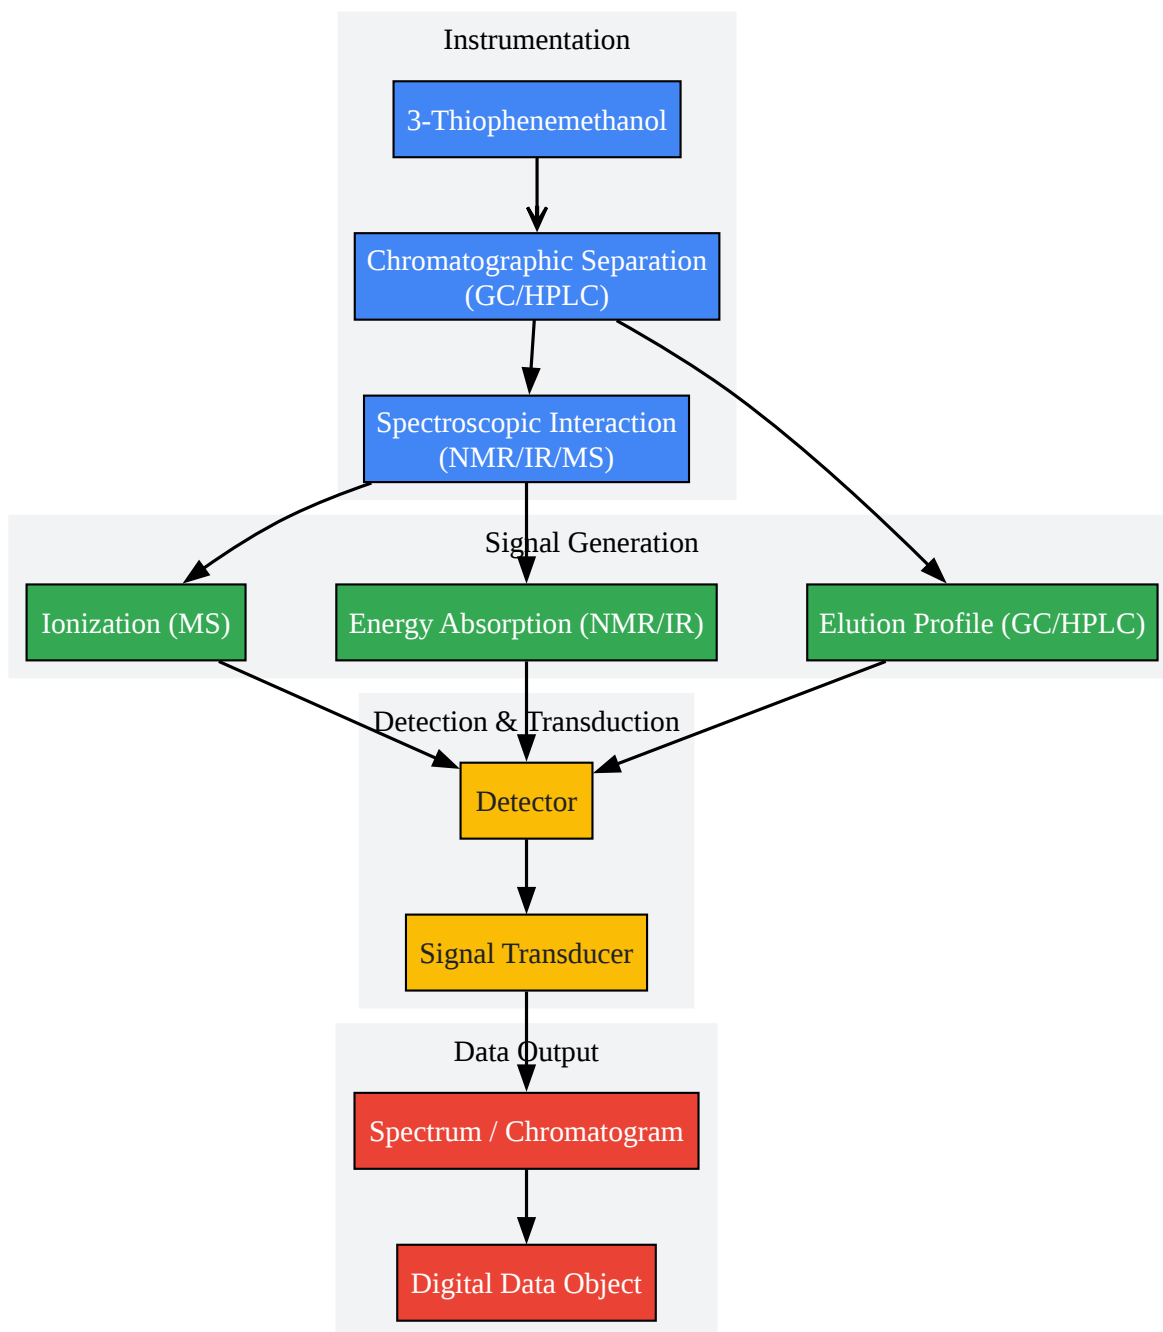 Instrumentation
3-Thiophenemethanol
Chromatographic Separation
(GC/HPLC)
Spectroscopic Interaction
(NMR/IR/MS)
Signal Generation
Ionization (MS)
Energy Absorption (NMR/IR)
Elution Profile (GC/HPLC)
Detection & Transduction
Detector
Signal Transducer
Data Output
Spectrum / Chromatogram
Digital Data Object